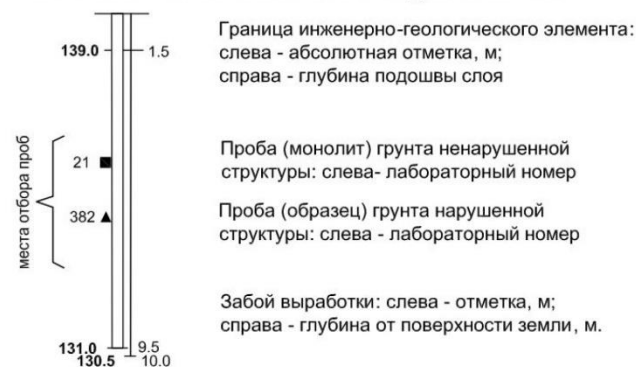 Граница инженерно-геологического элемента:
139.0 1.5 слева - абсолютная отметка, м;
справа - глубина подошвы слоя
места отбора проб
21
Проба (монолит) грунта ненарушенной
структуры: слева- лабораторный номер
382
Проба (образец) грунта нарушенной
структуры: слева - лабораторный номер
Забой выработки: слева - отметка, м;
справа - глубина от поверхности земли, м.
131.0 9.5
130.5 10.0